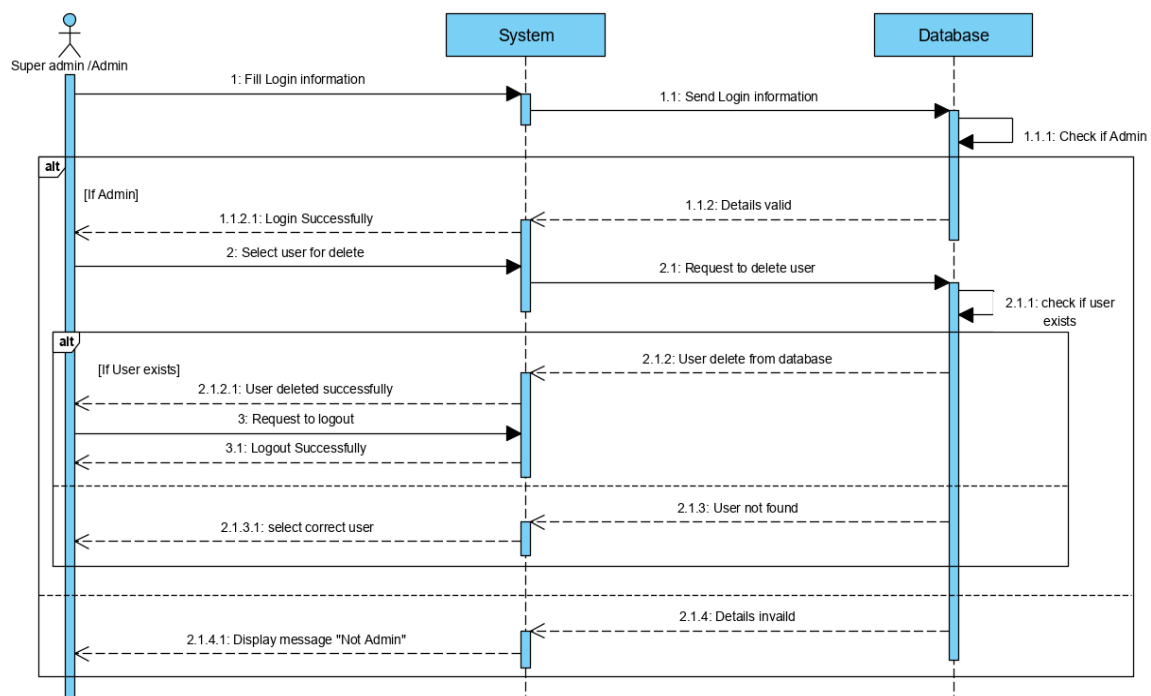 System
Database
Super admin /Admin
1: Fill Login information
1.1: Send Login information
1.1.1: Check if Admin
alt
[If Admin]
1.1.2: Details valid
1.1.2.1: Login Successfully
2: Select user for delete
2.1: Request to delete user
2.1.1: check if user
exists
alt
[If User exists]
2.1.2: User delete from database
2.1.2.1: User deleted successfully
3: Request to logout
3.1: Logout Successfully
2.1.3: User not found
2.1.3.1: select correct user
2.1.4: Details invaild
2.1.4.1: Display message "Not Admin"